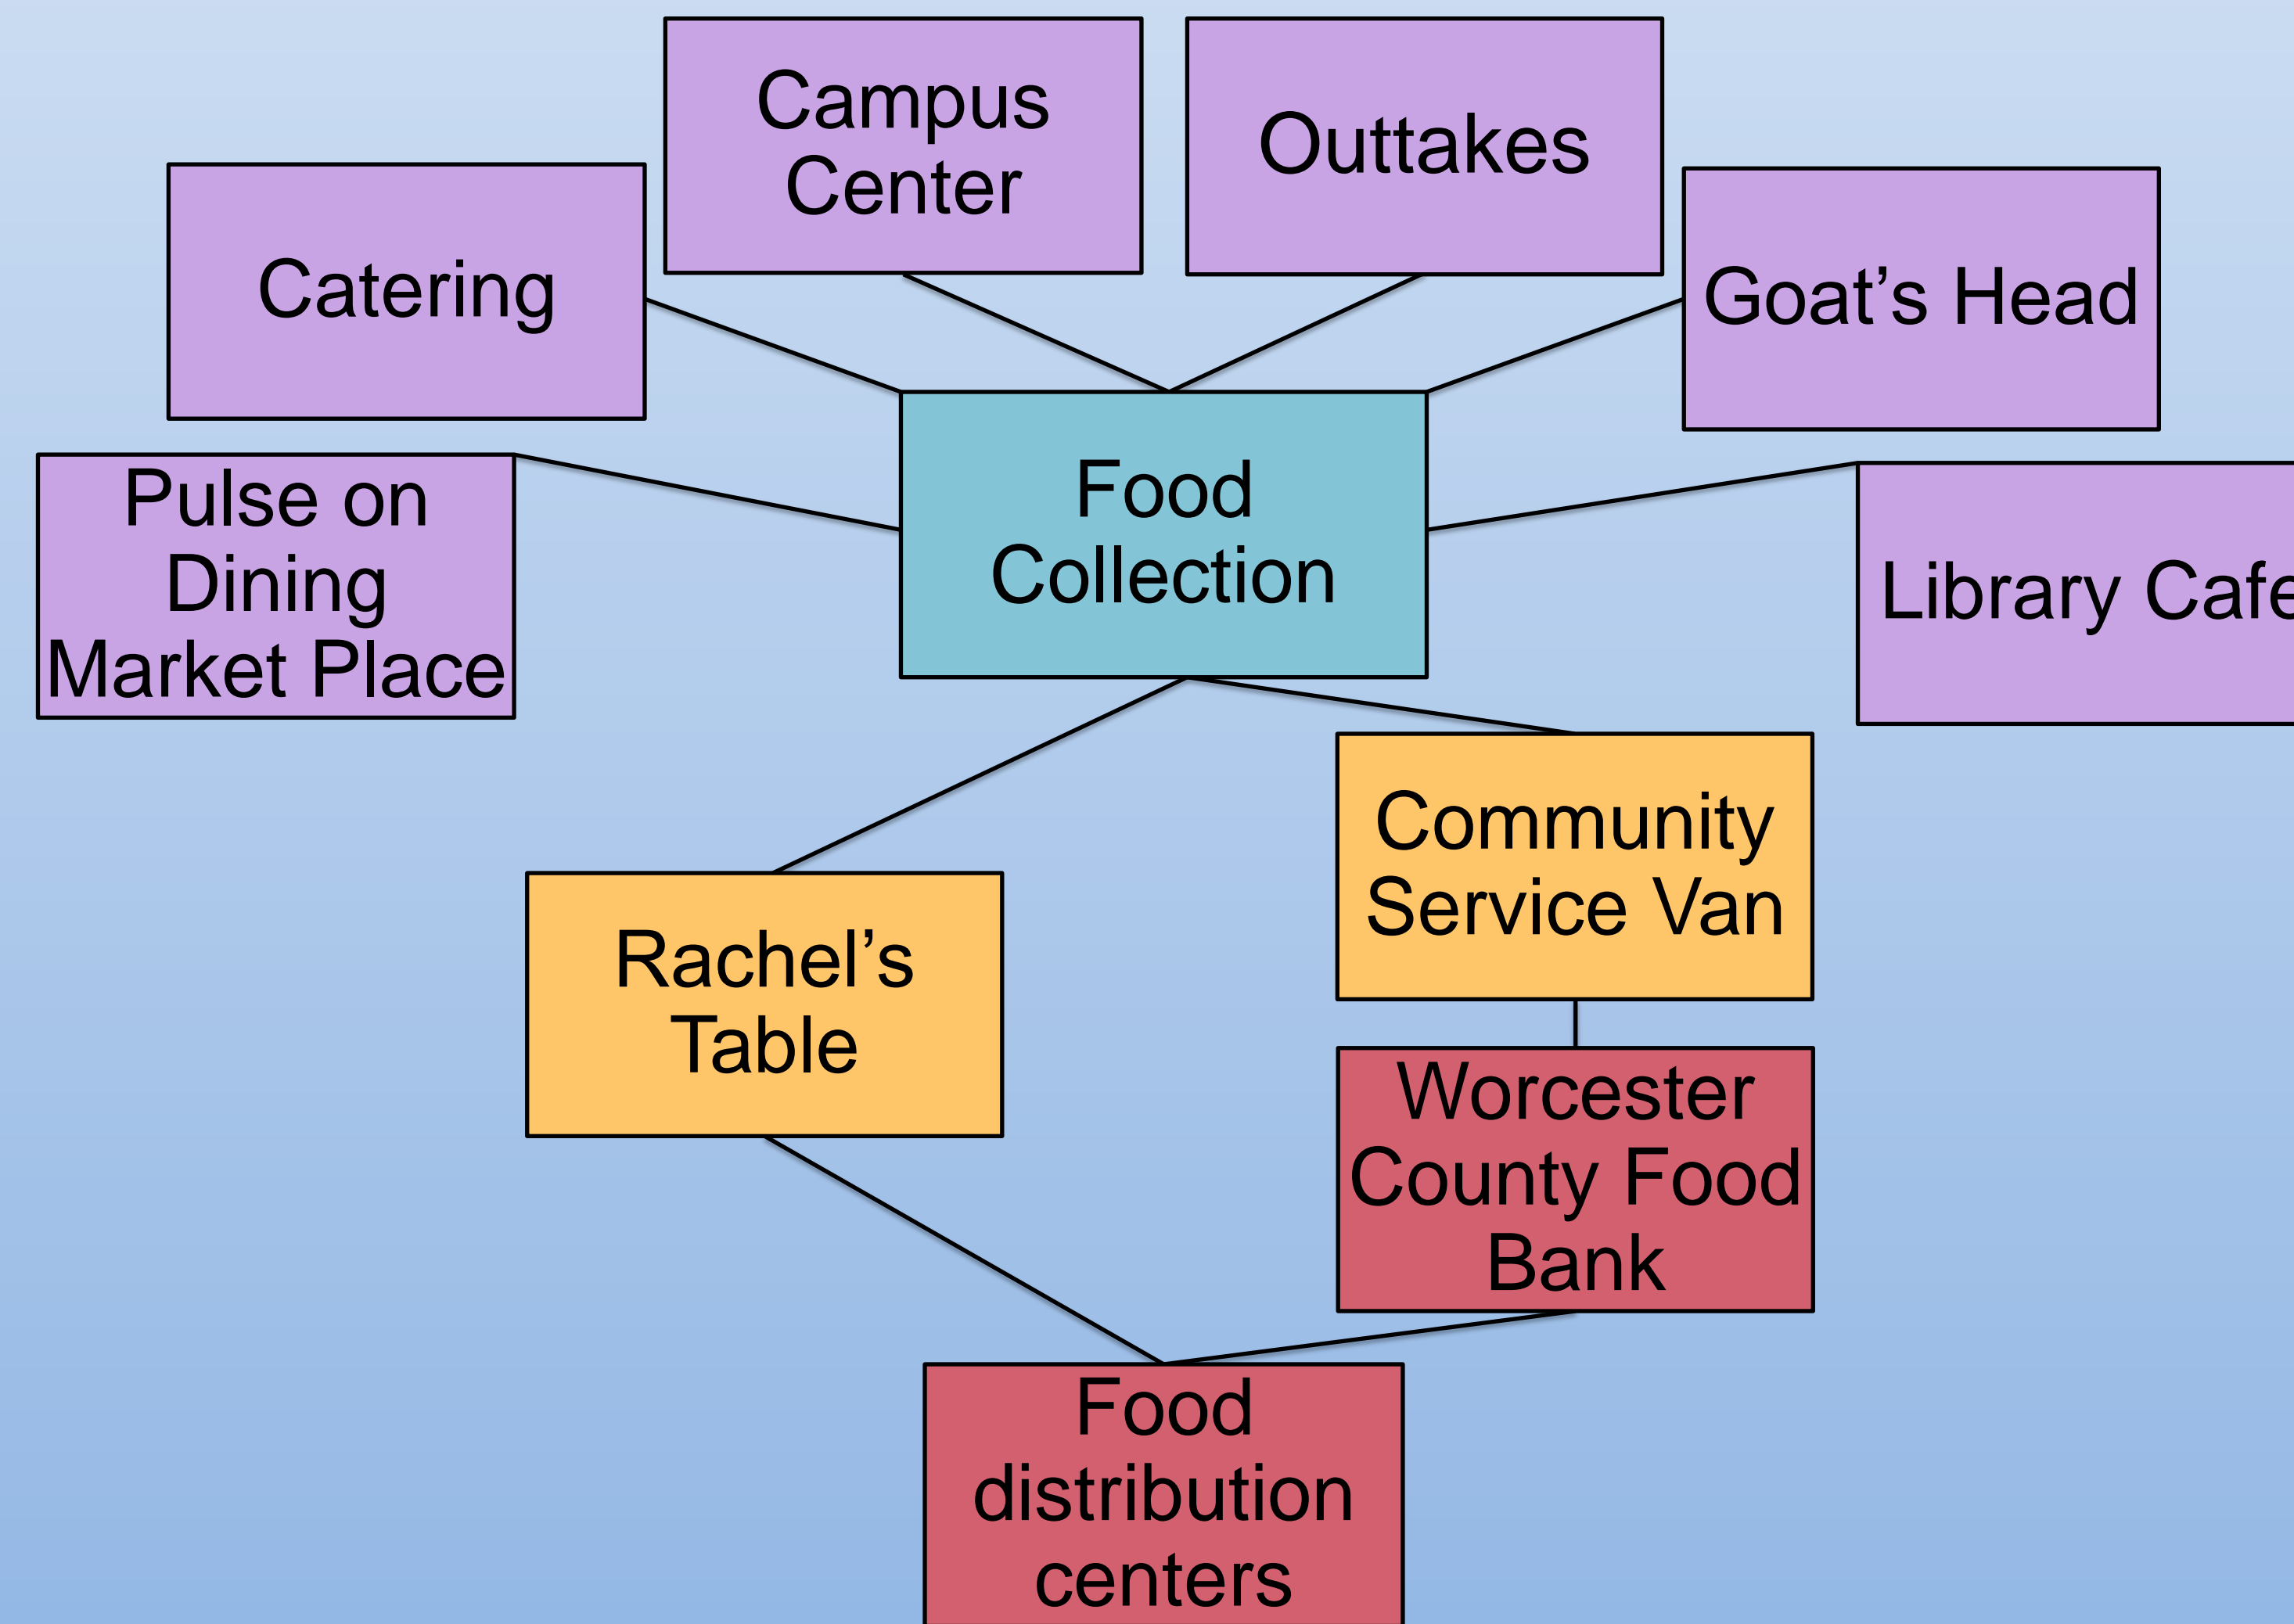 Campus
Center
Outtakes
Catering
Goat’s Head
Pulse on
Dining
Market Place
Food
Collection
Library Cafe
Community
Service Van
Rachel’s
Table
Worcester
County Food
Bank
Food
distribution
centers